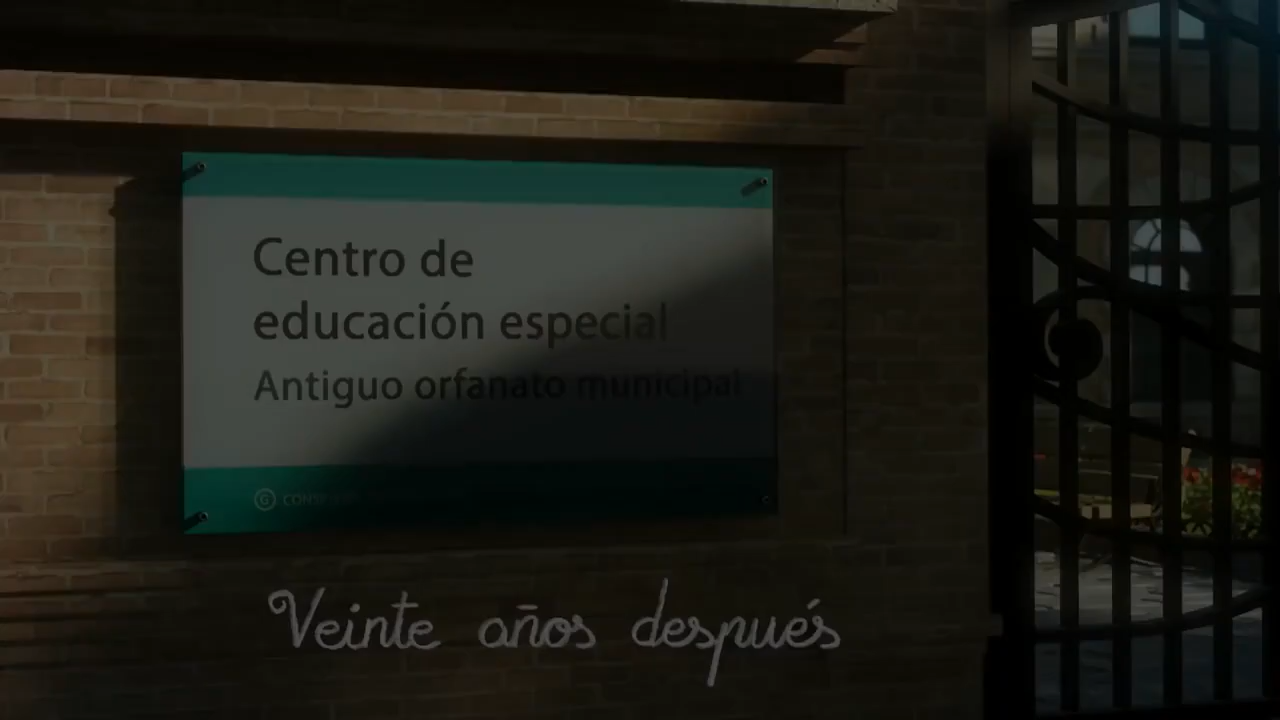 Centro de
educación especial
Antiguo orfanato municipal
Veinte años después